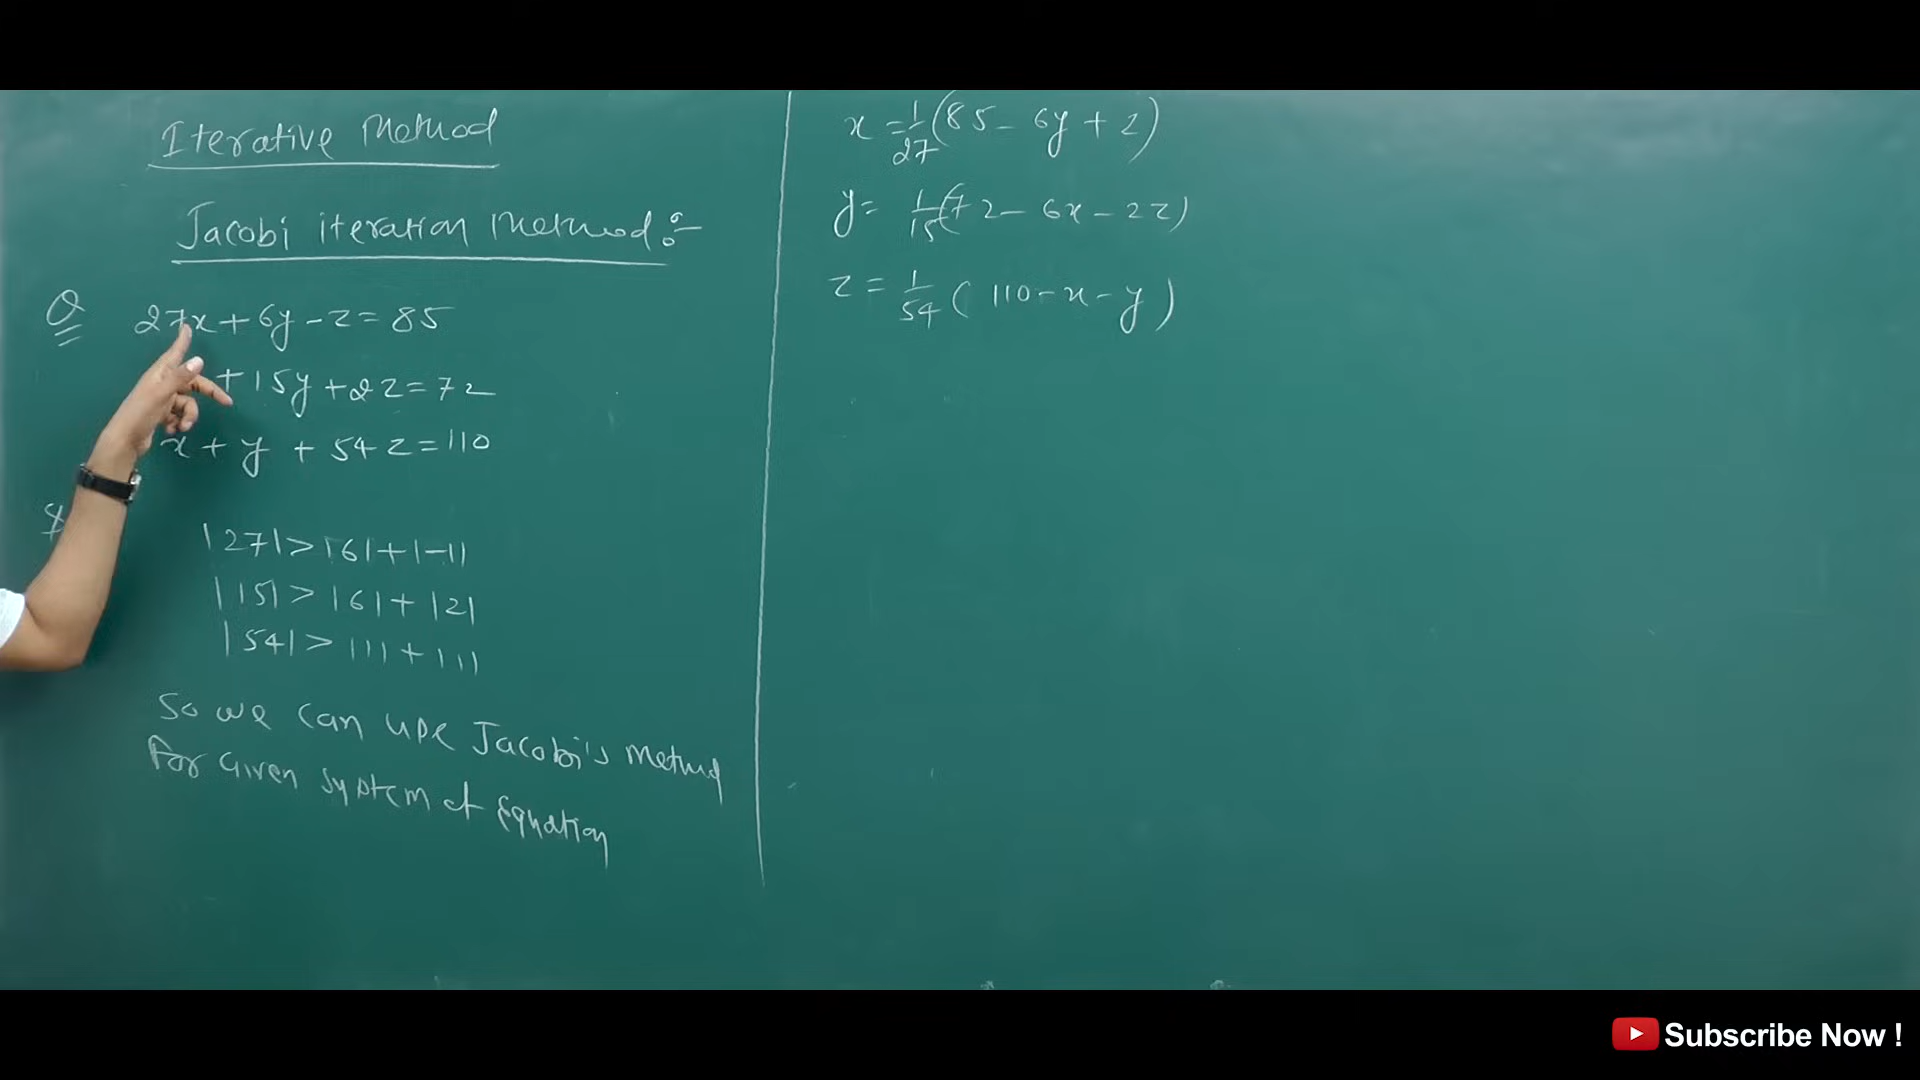 Iterative Method
Jacobi iteration Method :-
Q 27x + 6y - z = 85
+ 15y + 2z = 72
x + y + 54z = 110
|27| > |6| + |-1|
|15| > |6| + |2|
|54| > |1| + |1|
So we can use Jacobi's Method
For Given System of Equation
x = 1/27 (85 - 6y + z)
y = 1/15 (72 - 6x - 2z)
z = 1/54 (110 - x - y)
Subscribe Now !